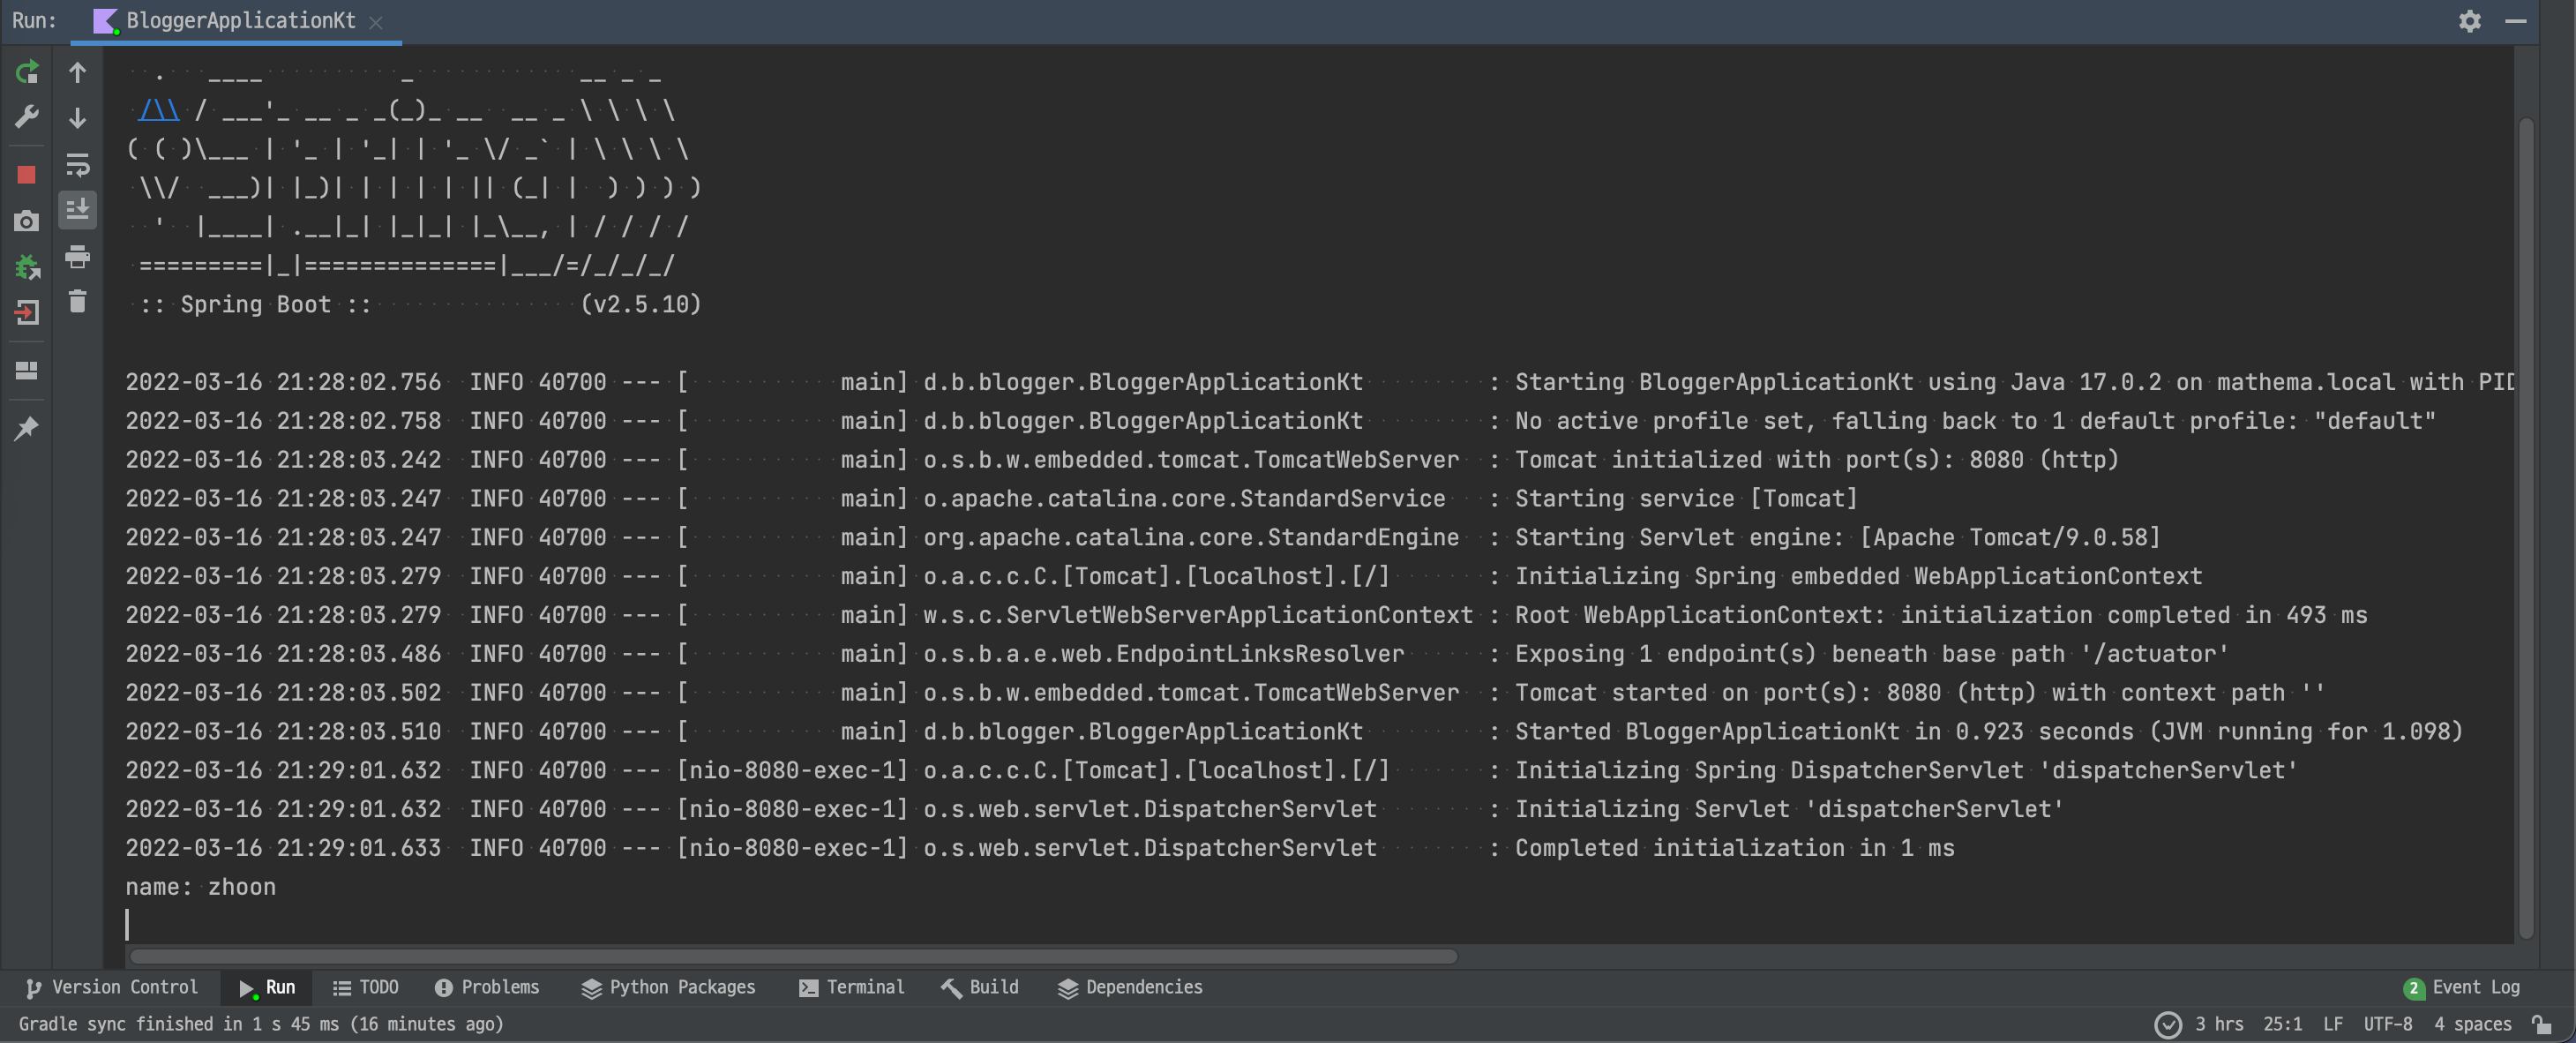 Run: BloggerApplicationKt
  .   ____          _            __ _ _
 /\\ / ___'_ __ _ _(_)_ __  __ _ \ \ \ \
( ( )\___ | '_ | '_| | '_ \/ _` | \ \ \ \
 \\/  ___)| |_)| | | | | || (_| |  ) ) ) )
  '  |____| .__|_| |_|_| |_\__, | / / / /
 =========|_|==============|___/=/_/_/_/
 :: Spring Boot ::               (v2.5.10)
2022-03-16 21:28:02.756  INFO 40700 --- [           main] d.b.blogger.BloggerApplicationKt         : Starting BloggerApplicationKt using Java 17.0.2 on mathema.local with PID
2022-03-16 21:28:02.758  INFO 40700 --- [           main] d.b.blogger.BloggerApplicationKt         : No active profile set, falling back to 1 default profile: "default"
2022-03-16 21:28:03.242  INFO 40700 --- [           main] o.s.b.w.embedded.tomcat.TomcatWebServer  : Tomcat initialized with port(s): 8080 (http)
2022-03-16 21:28:03.247  INFO 40700 --- [           main] o.apache.catalina.core.StandardService   : Starting service [Tomcat]
2022-03-16 21:28:03.247  INFO 40700 --- [           main] org.apache.catalina.core.StandardEngine  : Starting Servlet engine: [Apache Tomcat/9.0.58]
2022-03-16 21:28:03.279  INFO 40700 --- [           main] o.a.c.c.C.[Tomcat].[localhost].[/]       : Initializing Spring embedded WebApplicationContext
2022-03-16 21:28:03.279  INFO 40700 --- [           main] w.s.c.ServletWebServerApplicationContext : Root WebApplicationContext: initialization completed in 493 ms
2022-03-16 21:28:03.486  INFO 40700 --- [           main] o.s.b.a.e.web.EndpointLinksResolver      : Exposing 1 endpoint(s) beneath base path '/actuator'
2022-03-16 21:28:03.502  INFO 40700 --- [           main] o.s.b.w.embedded.tomcat.TomcatWebServer  : Tomcat started on port(s): 8080 (http) with context path ''
2022-03-16 21:28:03.510  INFO 40700 --- [           main] d.b.blogger.BloggerApplicationKt         : Started BloggerApplicationKt in 0.923 seconds (JVM running for 1.098)
2022-03-16 21:29:01.632  INFO 40700 --- [nio-8080-exec-1] o.a.c.c.C.[Tomcat].[localhost].[/]       : Initializing Spring DispatcherServlet 'dispatcherServlet'
2022-03-16 21:29:01.632  INFO 40700 --- [nio-8080-exec-1] o.s.web.servlet.DispatcherServlet        : Initializing Servlet 'dispatcherServlet'
2022-03-16 21:29:01.633  INFO 40700 --- [nio-8080-exec-1] o.s.web.servlet.DispatcherServlet        : Completed initialization in 1 ms
name: zhoon
Version Control Run TODO Problems Python Packages Terminal Build Dependencies 2 Event Log
Gradle sync finished in 1 s 45 ms (16 minutes ago) 3 hrs 25:1 LF UTF-8 4 spaces